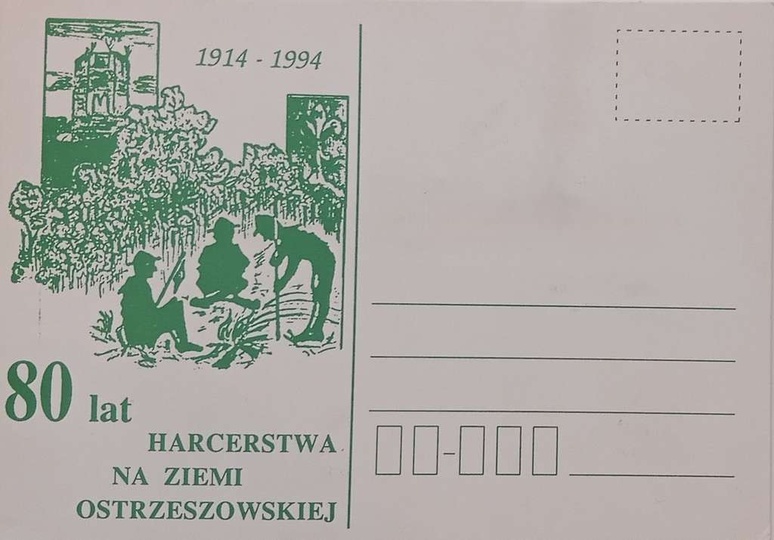 1914 - 1994
80 lat
HARCERSTWA
NA ZIEMI
OSTRZESZOWSKIEJ